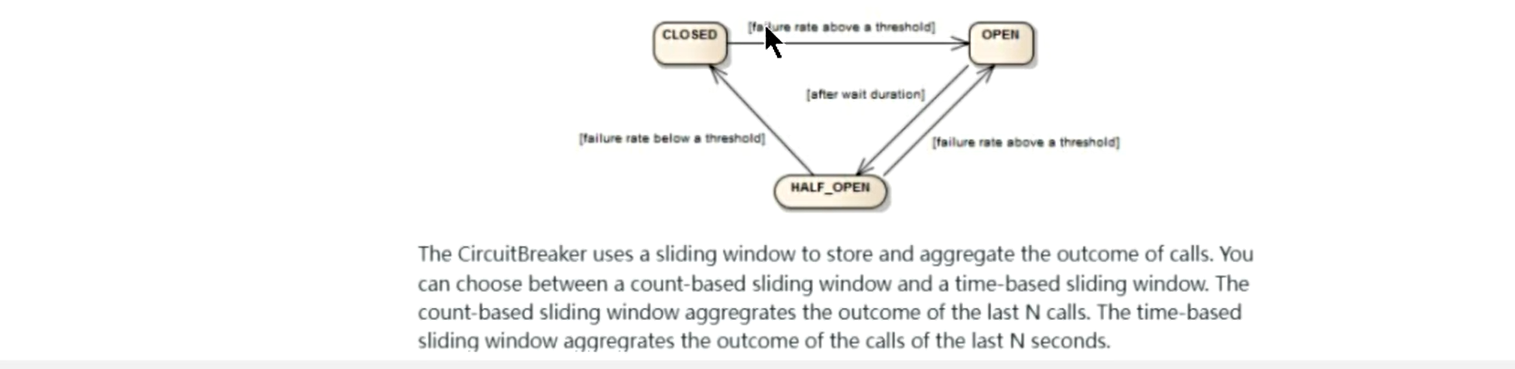 [failure rate above a threshold]
CLOSED
OPEN
[after wait duration]
[failure rate below a threshold]
[failure rate above a threshold]
HALF_OPEN
The CircuitBreaker uses a sliding window to store and aggregate the outcome of calls. You
can choose between a count-based sliding window and a time-based sliding window. The
count-based sliding window aggregrates the outcome of the last N calls. The time-based
sliding window aggregrates the outcome of the calls of the last N seconds.